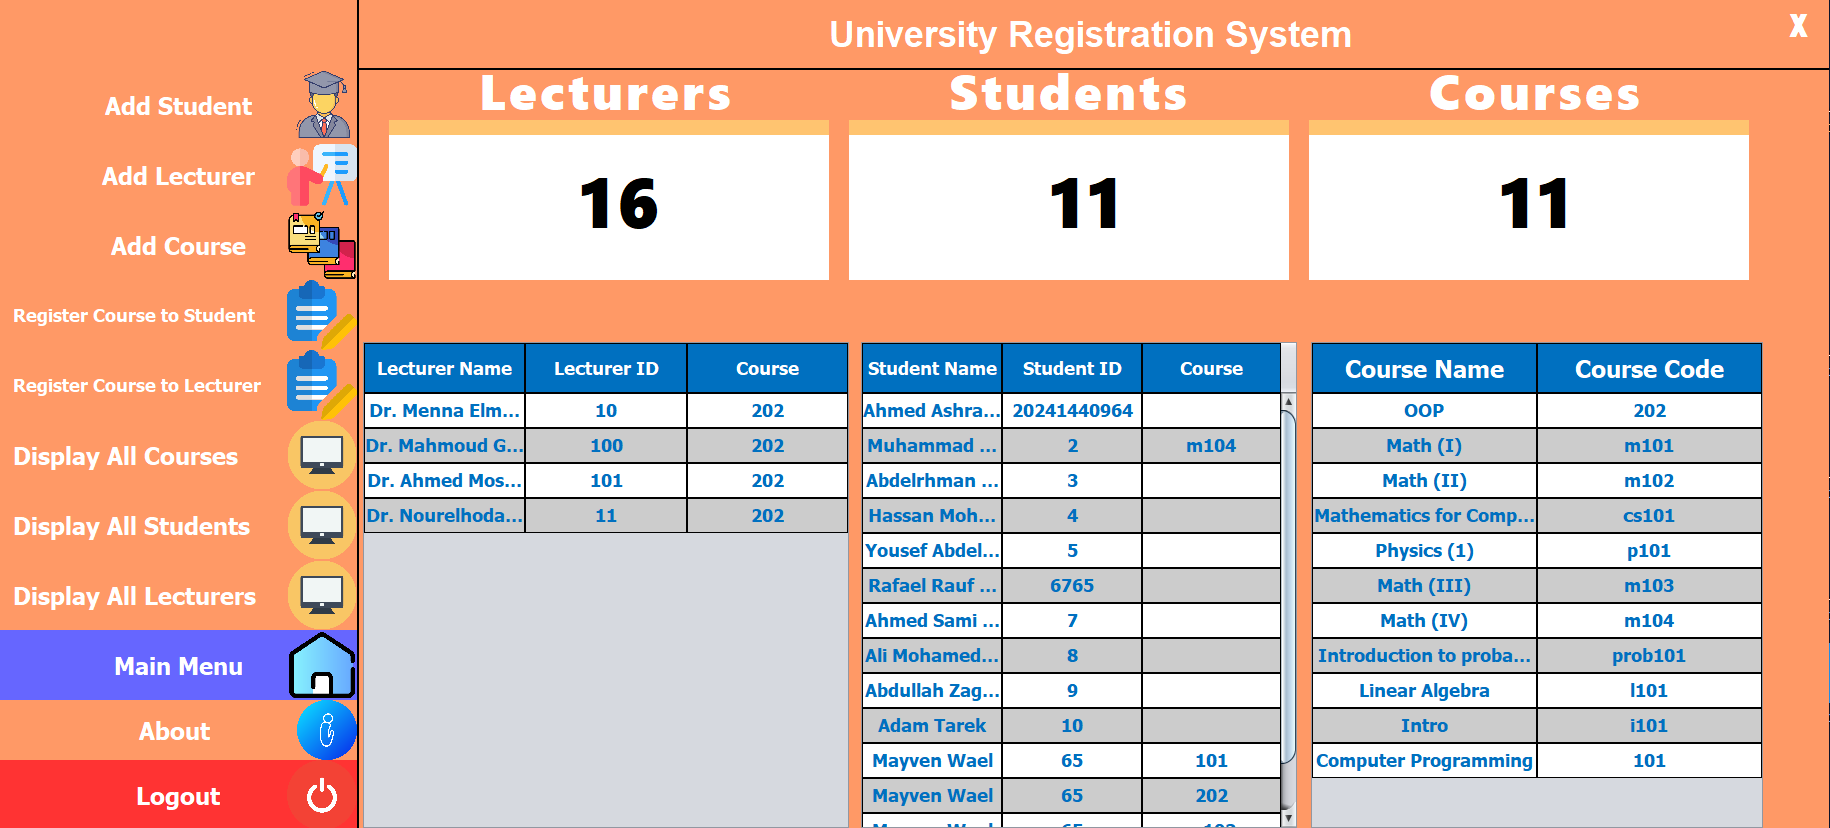 University Registration System
X
Add Student
Add Lecturer
Add Course
Register Course to Student
Register Course to Lecturer
Display All Courses
Display All Students
Display All Lecturers
Main Menu
About
Logout
Lecturers
16
Students
11
Courses
11
Lecturer Name Lecturer ID Course
Dr. Menna Elm... 10 202
Dr. Mahmoud G... 100 202
Dr. Ahmed Mos... 101 202
Dr. Nourelhoda... 11 202
Student Name Student ID Course
Ahmed Ashra... 20241440964
Muhammad ... 2 m104
Abdelrhman ... 3
Hassan Moh... 4
Yousef Abdel... 5
Rafael Rauf ... 6765
Ahmed Sami ... 7
Ali Mohamed... 8
Abdullah Zag... 9
Adam Tarek 10
Mayven Wael 65 101
Mayven Wael 65 202
Course Name Course Code
OOP 202
Math (I) m101
Math (II) m102
Mathematics for Comp... cs101
Physics (1) p101
Math (III) m103
Math (IV) m104
Introduction to proba... prob101
Linear Algebra l101
Intro i101
Computer Programming 101